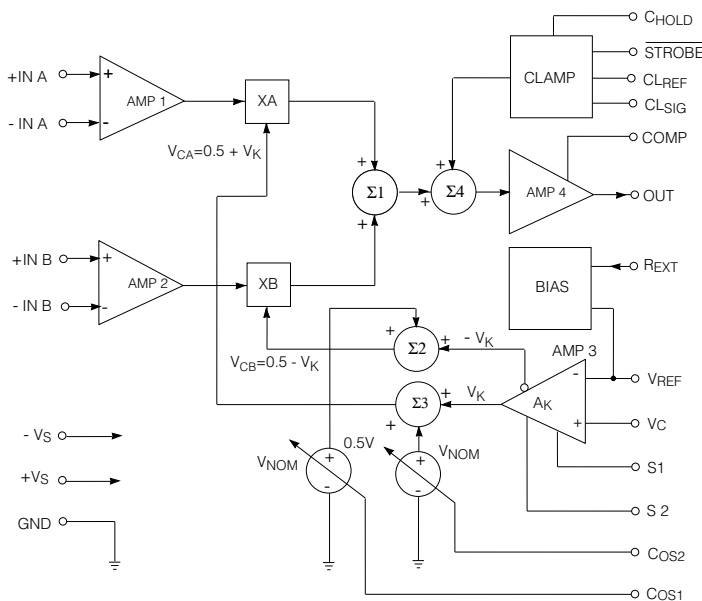 CHOLD
STROBE
CLREF
CLSIG
CLAMP
+IN A
+
AMP 1
- IN A
-
XA
VCA=0.5 + VK
+
Σ1
+
+
+
Σ4
COMP
AMP 4
OUT
+IN B
+
AMP 2
- IN B
-
XB
VCB=0.5 - VK
REXT
BIAS
+
Σ2
+
- VK
AMP 3
-
AK
+
VREF
VC
VK
+
Σ3
+
S1
S 2
- VS
+VS
GND
VNOM
+
-
0.5V
+
-
VNOM
COS2
COS1